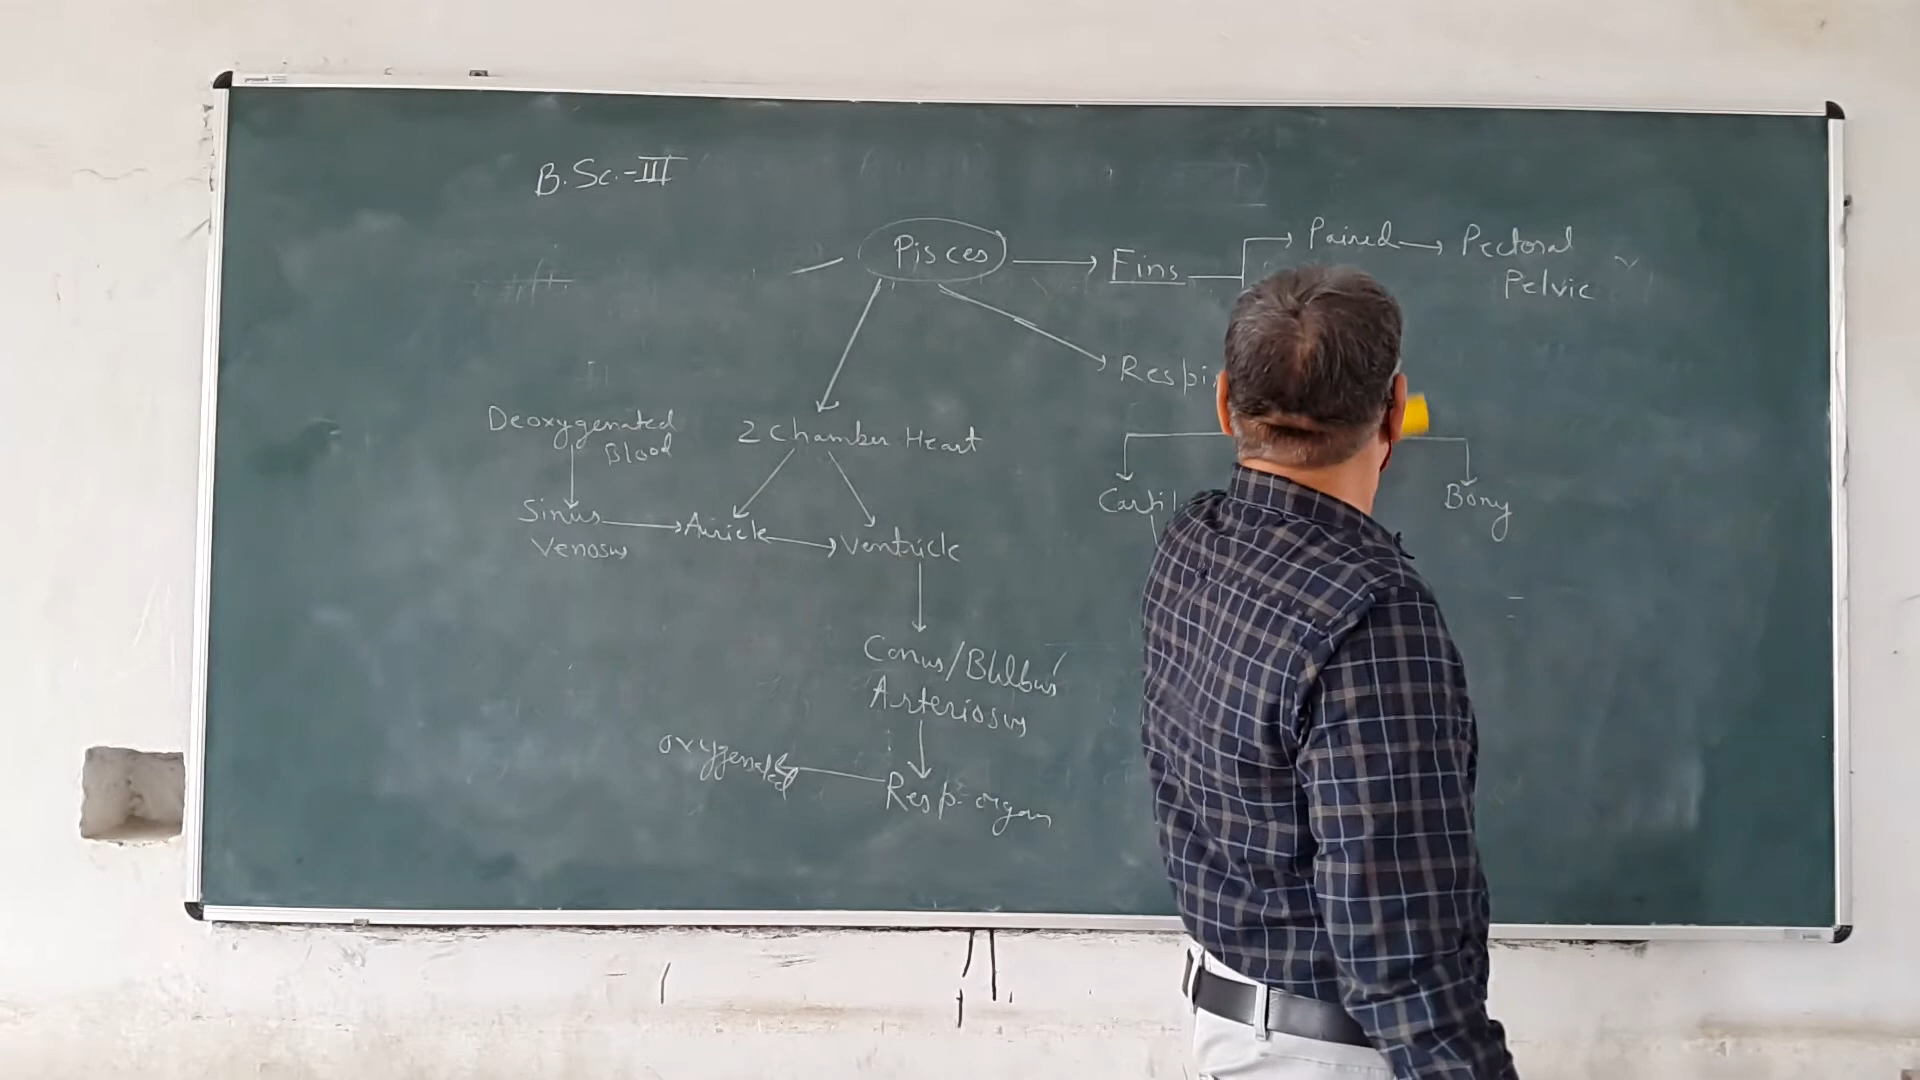 B.Sc.-III
Pisces
Fins
Paired
Pectoral
Pelvic
Respi
Deoxygenated
Blood
2 Chamber Heart
Cartil
Bony
Sinus
Venosus
Auricle
Ventricle
Conus/Bulbus
Arteriosus
oxygenated
Resp. organ